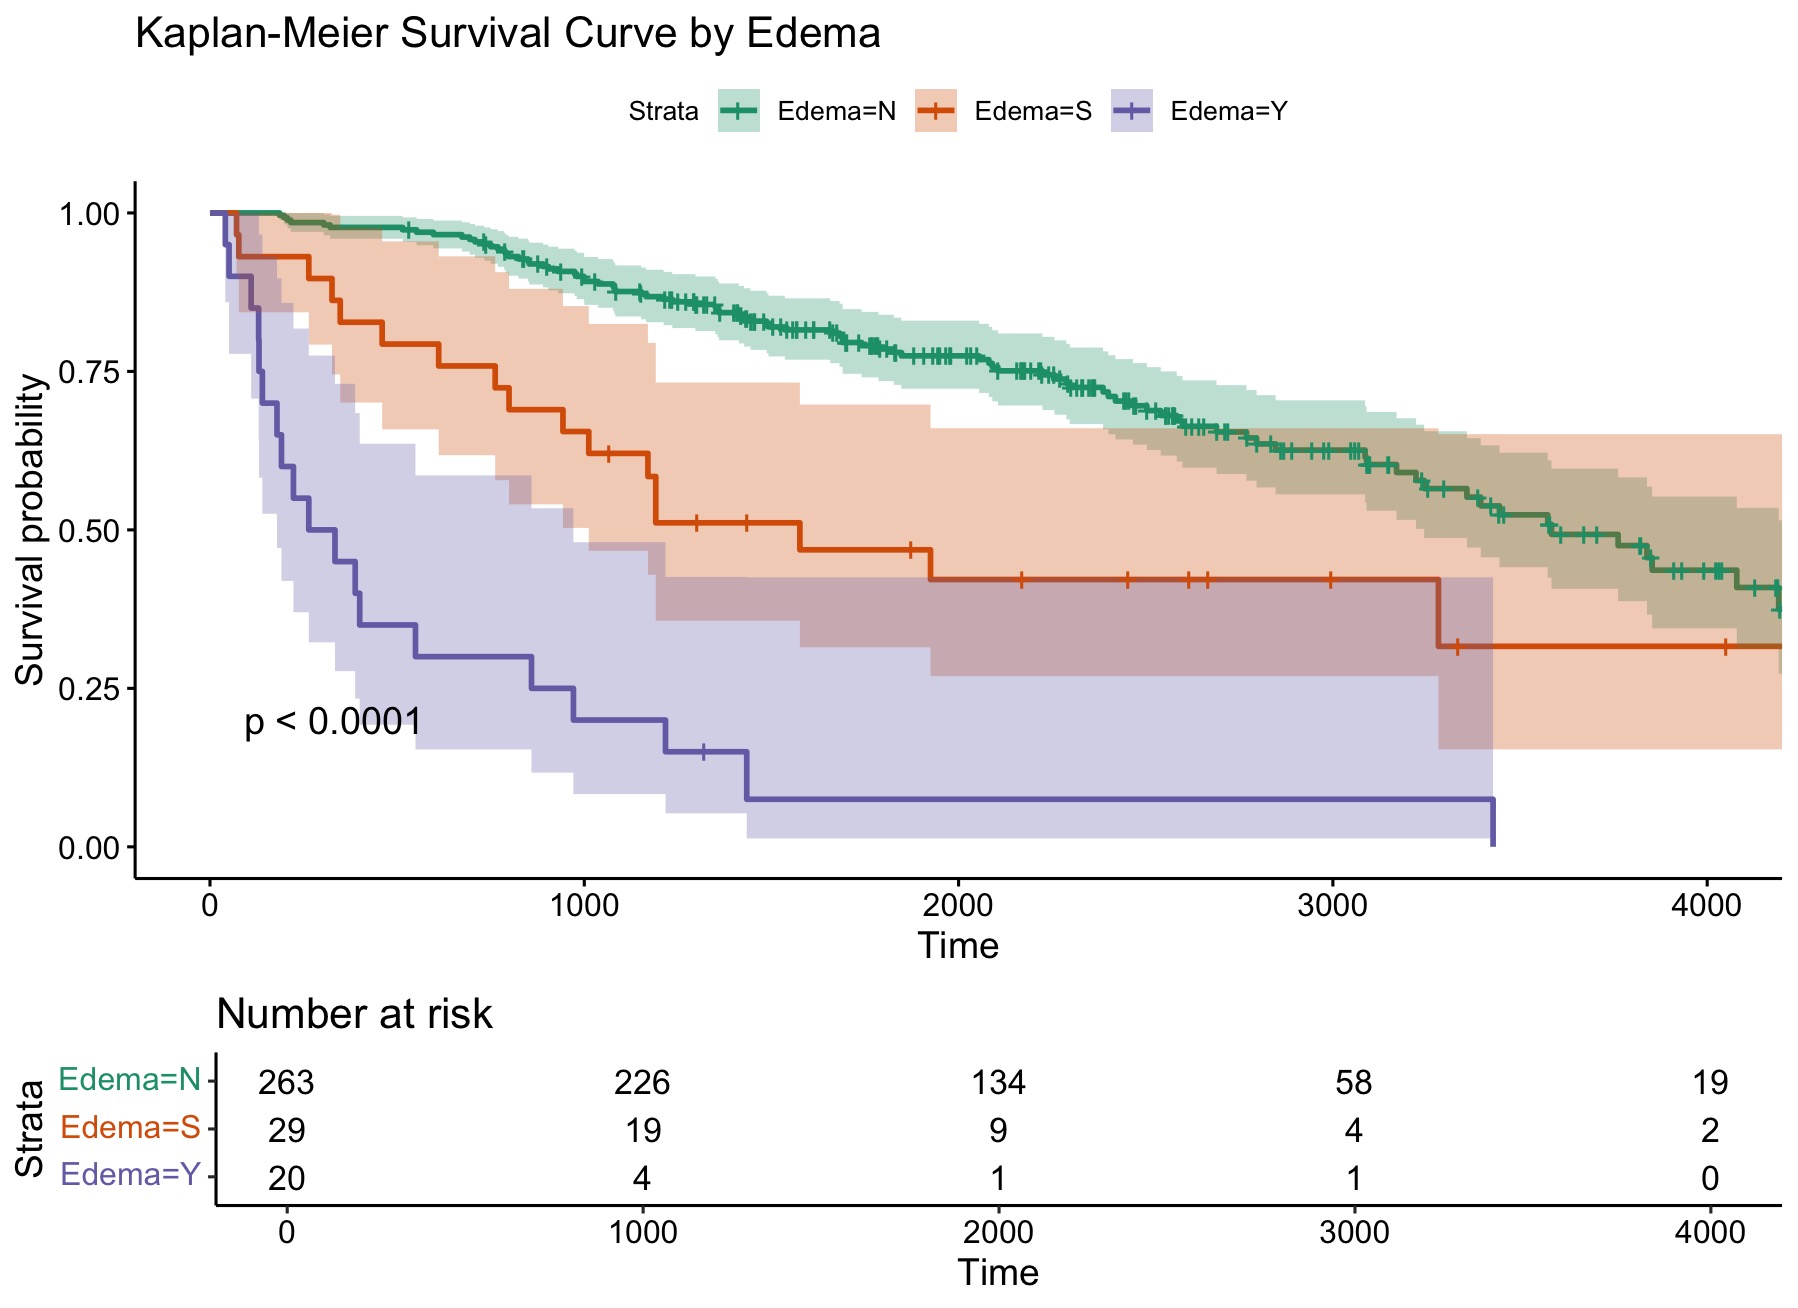 Kaplan-Meier Survival Curve by Edema
Strata Edema=N Edema=S Edema=Y
Survival probability
1.00
0.75
0.50
0.25
0.00
p < 0.0001
0 1000 2000 3000 4000
Time
Number at risk
Strata
Edema=N 263 226 134 58 19
Edema=S 29 19 9 4 2
Edema=Y 20 4 1 1 0
0 1000 2000 3000 4000
Time